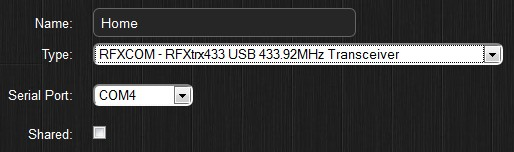 Name: Home
Type: RFXCOM - RFXtrx433 USB 433.92MHz Transceiver
Serial Port: COM4
Shared: